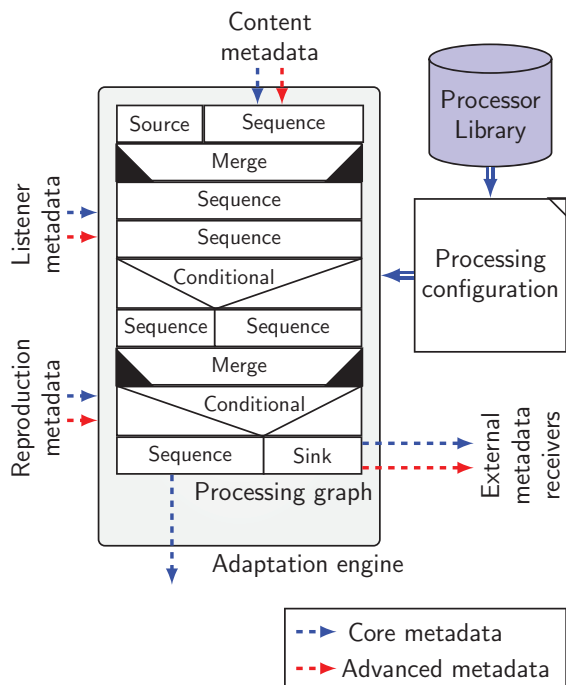 Content
metadata
Processor
Library
Source
Sequence
Merge
Sequence
Sequence
Listener
metadata
Conditional
Processing
configuration
Sequence
Sequence
Merge
Conditional
Reproduction
metadata
Sequence
Sink
External
metadata
receivers
Processing graph
Adaptation engine
Core metadata
Advanced metadata